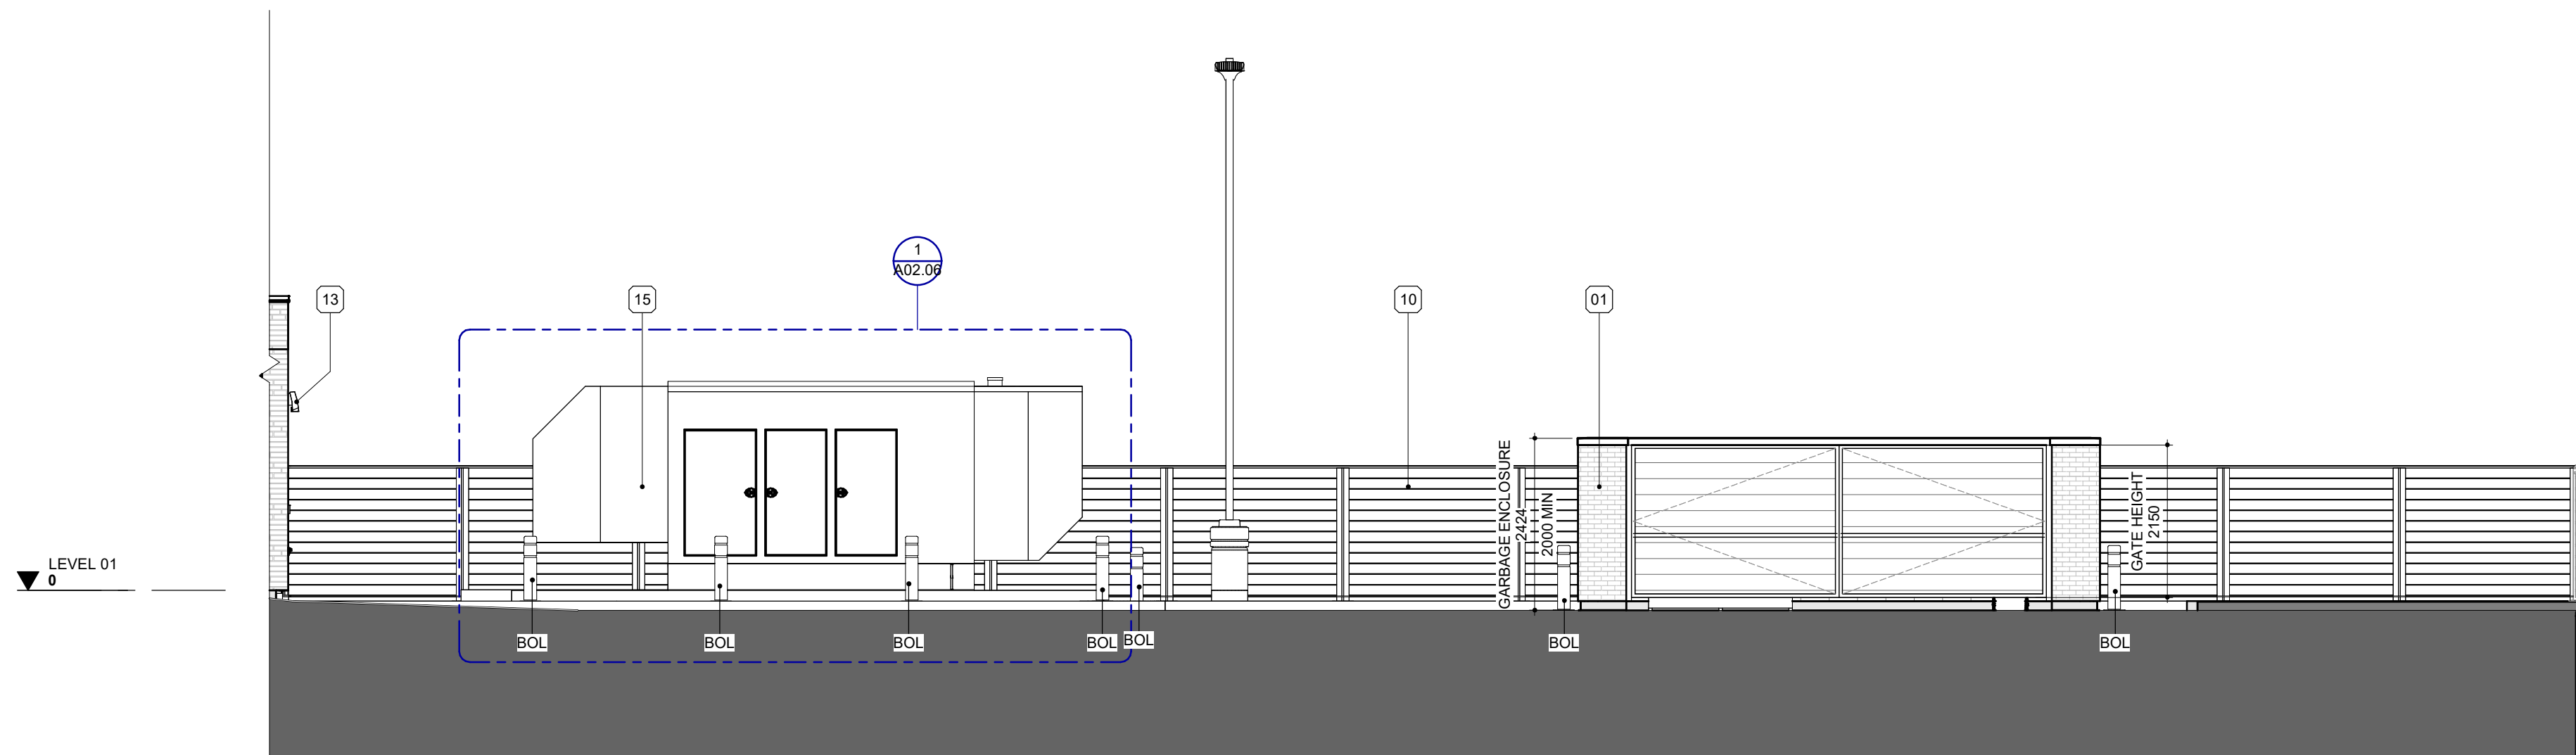 1
A02.06
13
15
10
01
GARBAGE ENCLOSURE
2424
2000 MIN
GATE HEIGHT
2150
LEVEL 01
0
BOL
BOL
BOL
BOL
BOL
BOL
BOL